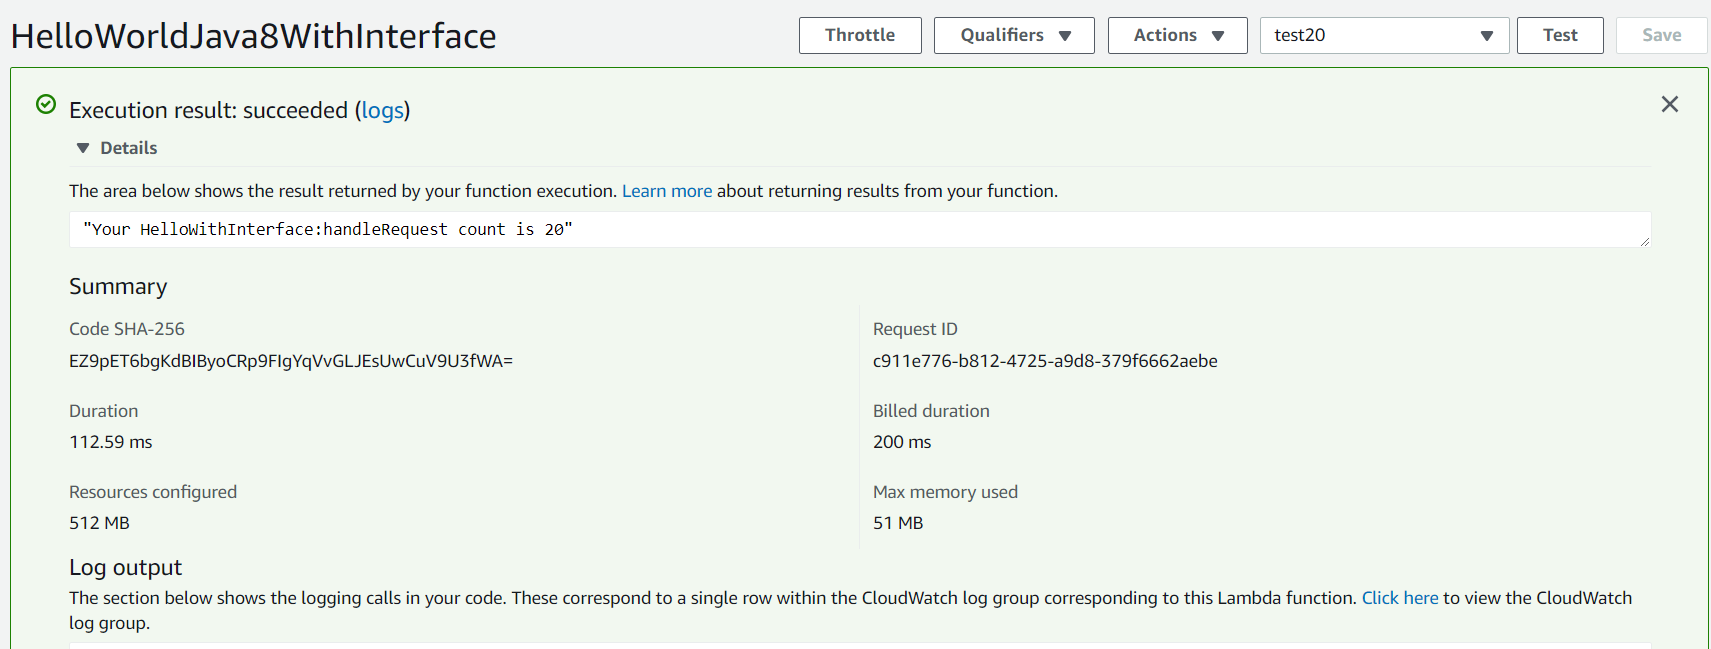 HelloWorldJava8WithInterface
Throttle
Qualifiers
Actions
test20
Test
Save
Execution result: succeeded (logs)
Details
The area below shows the result returned by your function execution. Learn more about returning results from your function.
"Your HelloWithInterface:handleRequest count is 20"
Summary
Code SHA-256
EZ9pET6bgKdBIByoCRp9FIgYqVvGLJEsUwCuV9U3fWA=
Request ID
c911e776-b812-4725-a9d8-379f6662aebe
Duration
112.59 ms
Billed duration
200 ms
Resources configured
512 MB
Max memory used
51 MB
Log output
The section below shows the logging calls in your code. These correspond to a single row within the CloudWatch log group corresponding to this Lambda function. Click here to view the CloudWatch
log group.